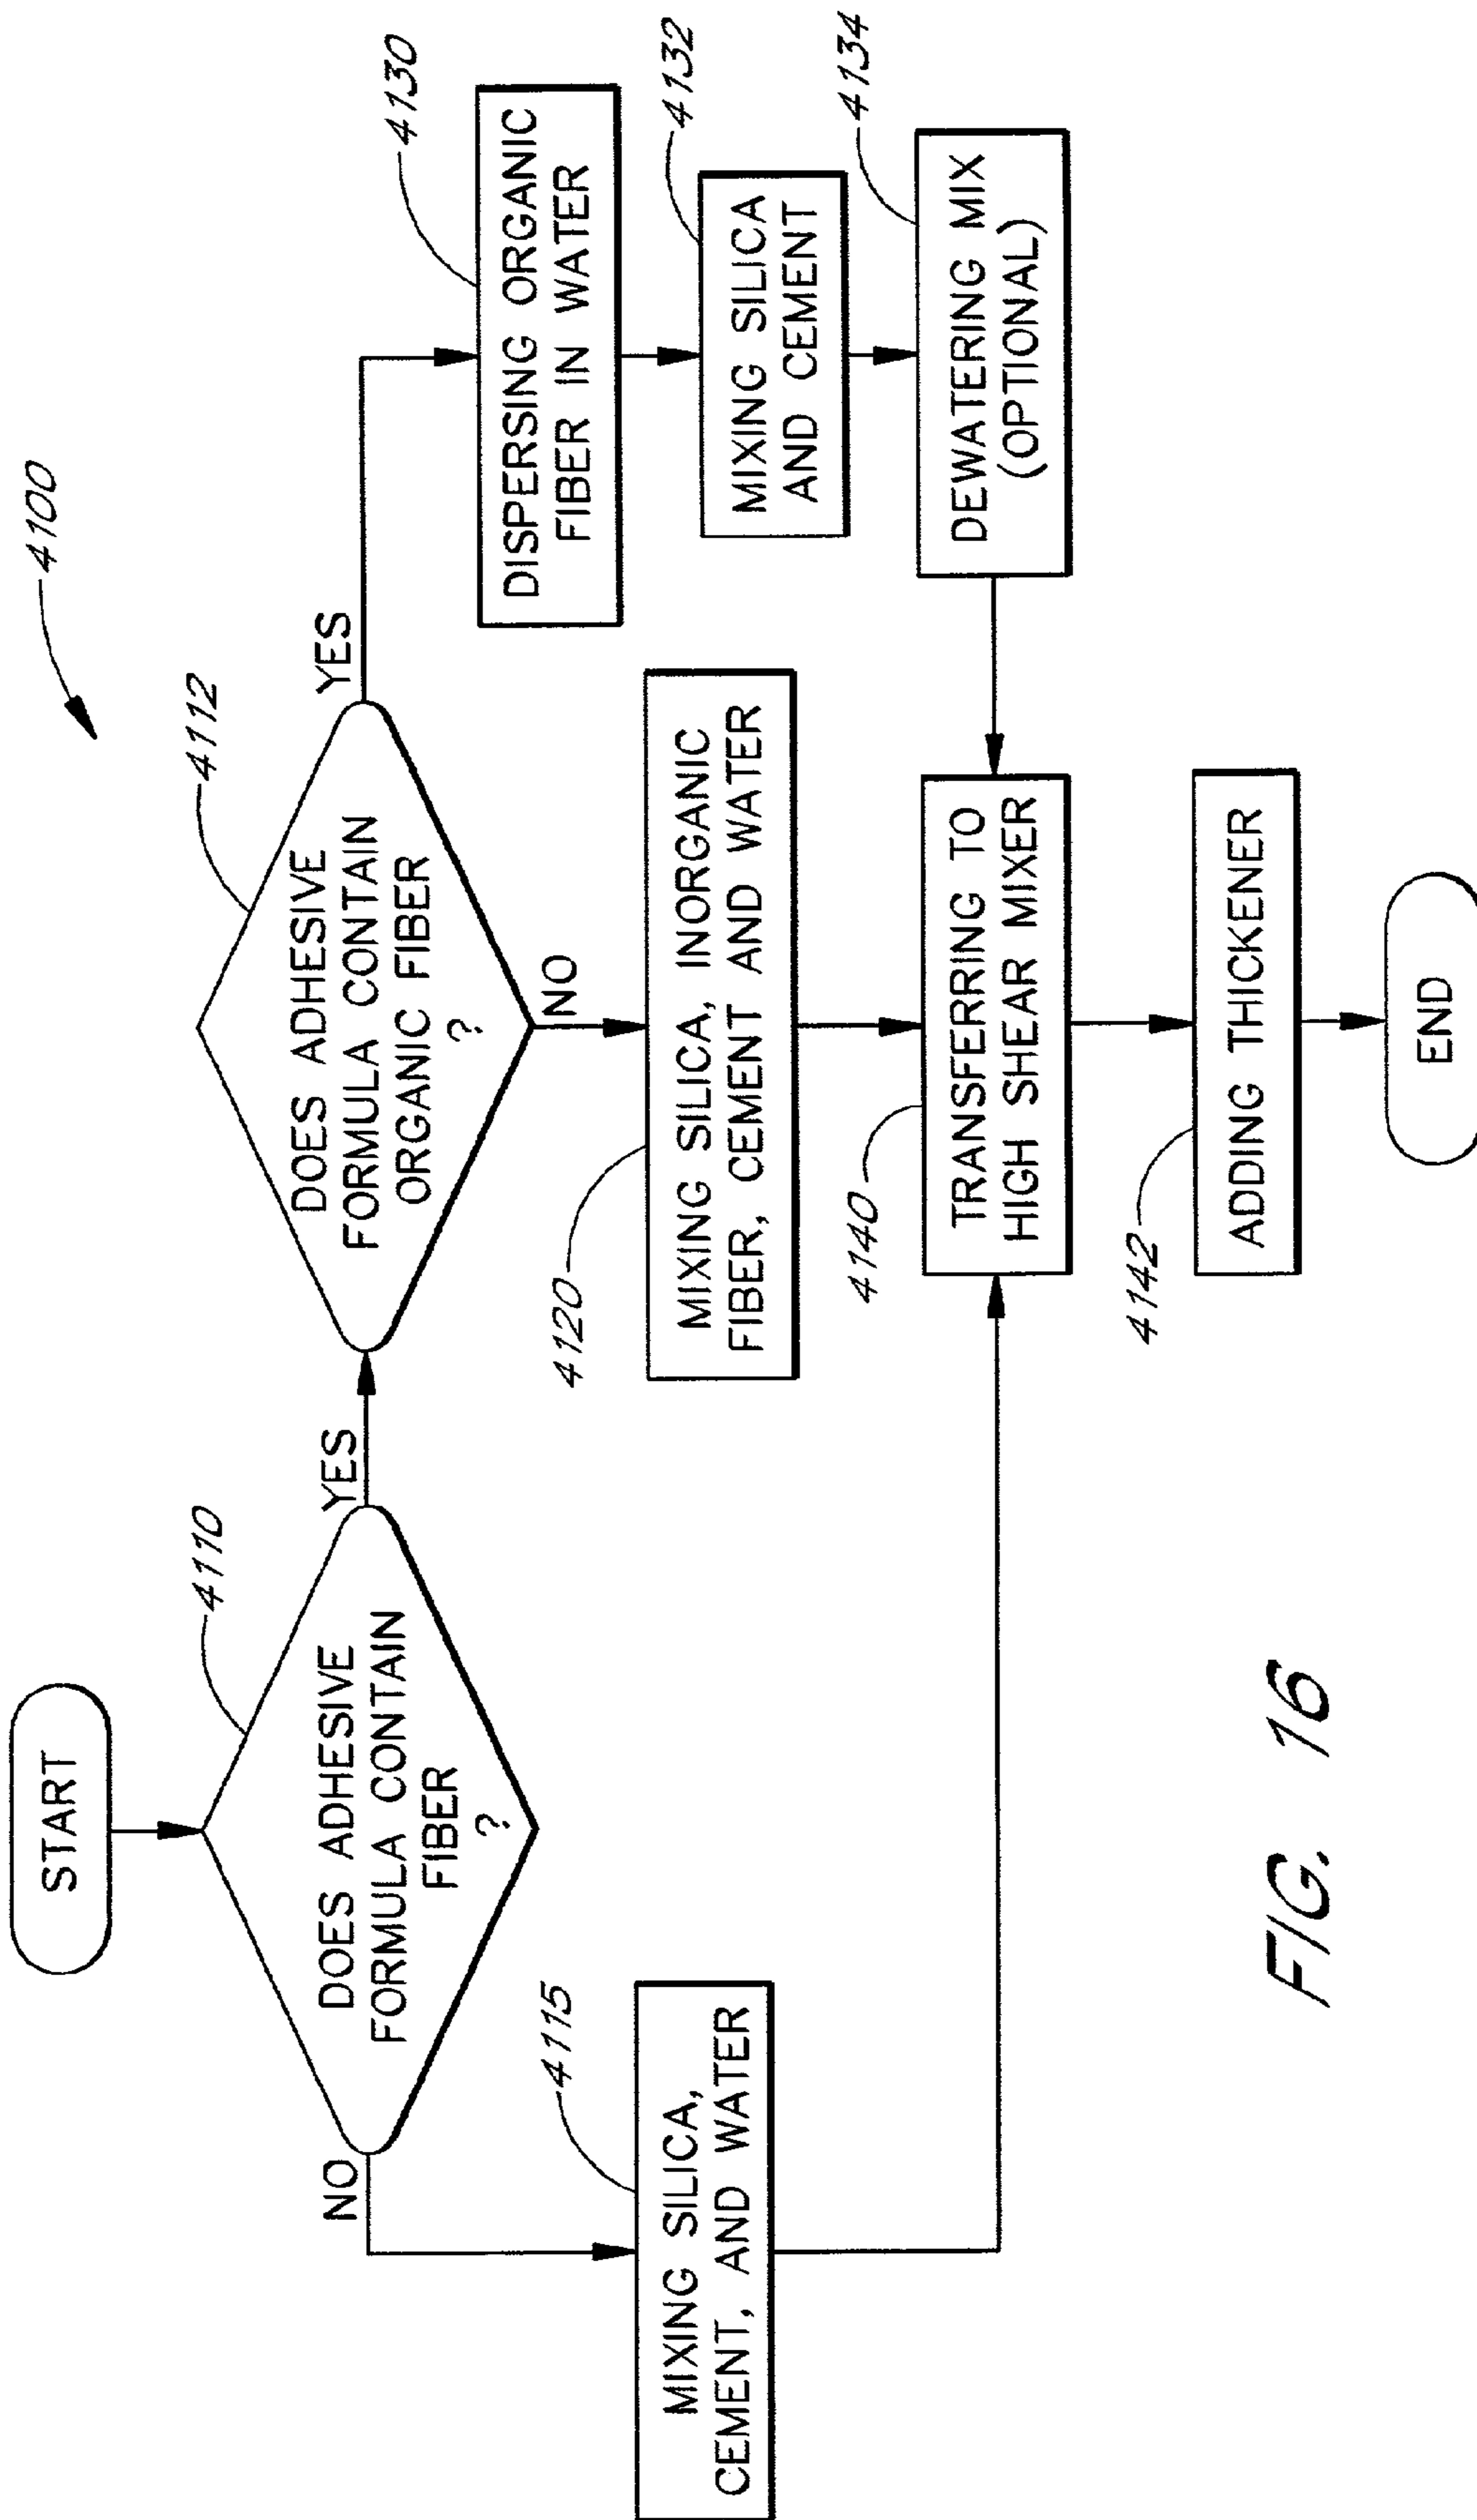 4100
START
4110
DOES ADHESIVE
FORMULA CONTAIN
FIBER
?
NO
YES
4112
DOES ADHESIVE
FORMULA CONTAIN
ORGANIC FIBER
?
YES
NO
4115
MIXING SILICA,
CEMENT, AND WATER
4120
MIXING SILICA, INORGANIC
FIBER, CEMENT AND WATER
4130
DISPERSING ORGANIC
FIBER IN WATER
4132
MIXING SILICA
AND CEMENT
4134
DEWATERING MIX
(OPTIONAL)
4140
TRANSFERRING TO
HIGH SHEAR MIXER
4142
ADDING THICKENER
END
FIG. 16